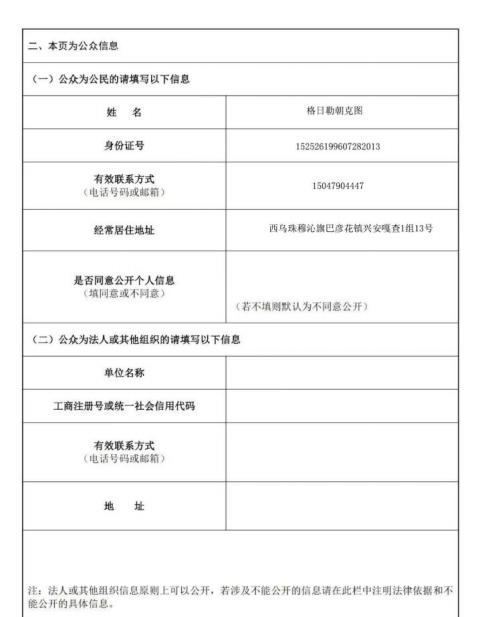 二、本页为公众信息
（一）公众为公民的请填写以下信息
姓 名
格日勒朝克图
身份证号
152526199607282013
有效联系方式
（电话号码或邮箱）
15047904447
经常居住地址
西乌珠穆沁旗巴彦花镇兴安嘎查1组13号
是否同意公开个人信息
（填同意或不同意）
（若不填则默认为不同意公开）
（二）公众为法人或其他组织的请填写以下信息
单位名称
工商注册号或统一社会信用代码
有效联系方式
（电话号码或邮箱）
地 址
注：法人或其他组织信息原则上可以公开，若涉及不能公开的信息请在此栏中注明法律依据和不
能公开的具体信息。